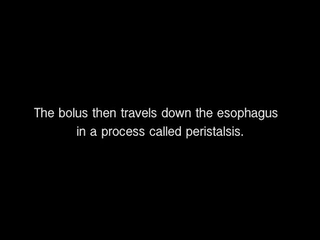 The bolus then travels down the esophagus
in a process called peristalsis.